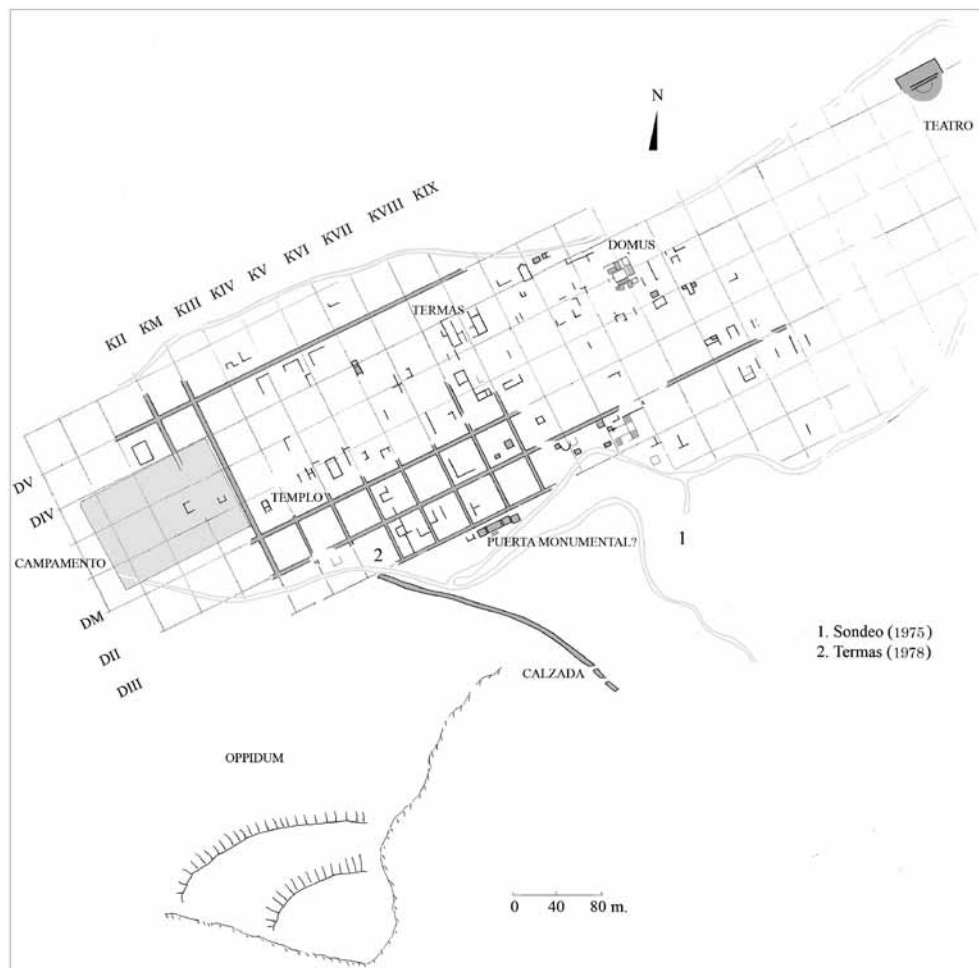 N
TEATRO
KII KM KIII KIV KV KVI KVII KVIII KIX
DOMUS
TERMAS
DV
DIV
TEMPLO
CAMPAMENTO
2
PUERTA MONUMENTAL?
1
DM
DII
DIII
1. Sondeo (1975)
2. Termas (1978)
CALZADA
OPPIDUM
0 40 80 m.